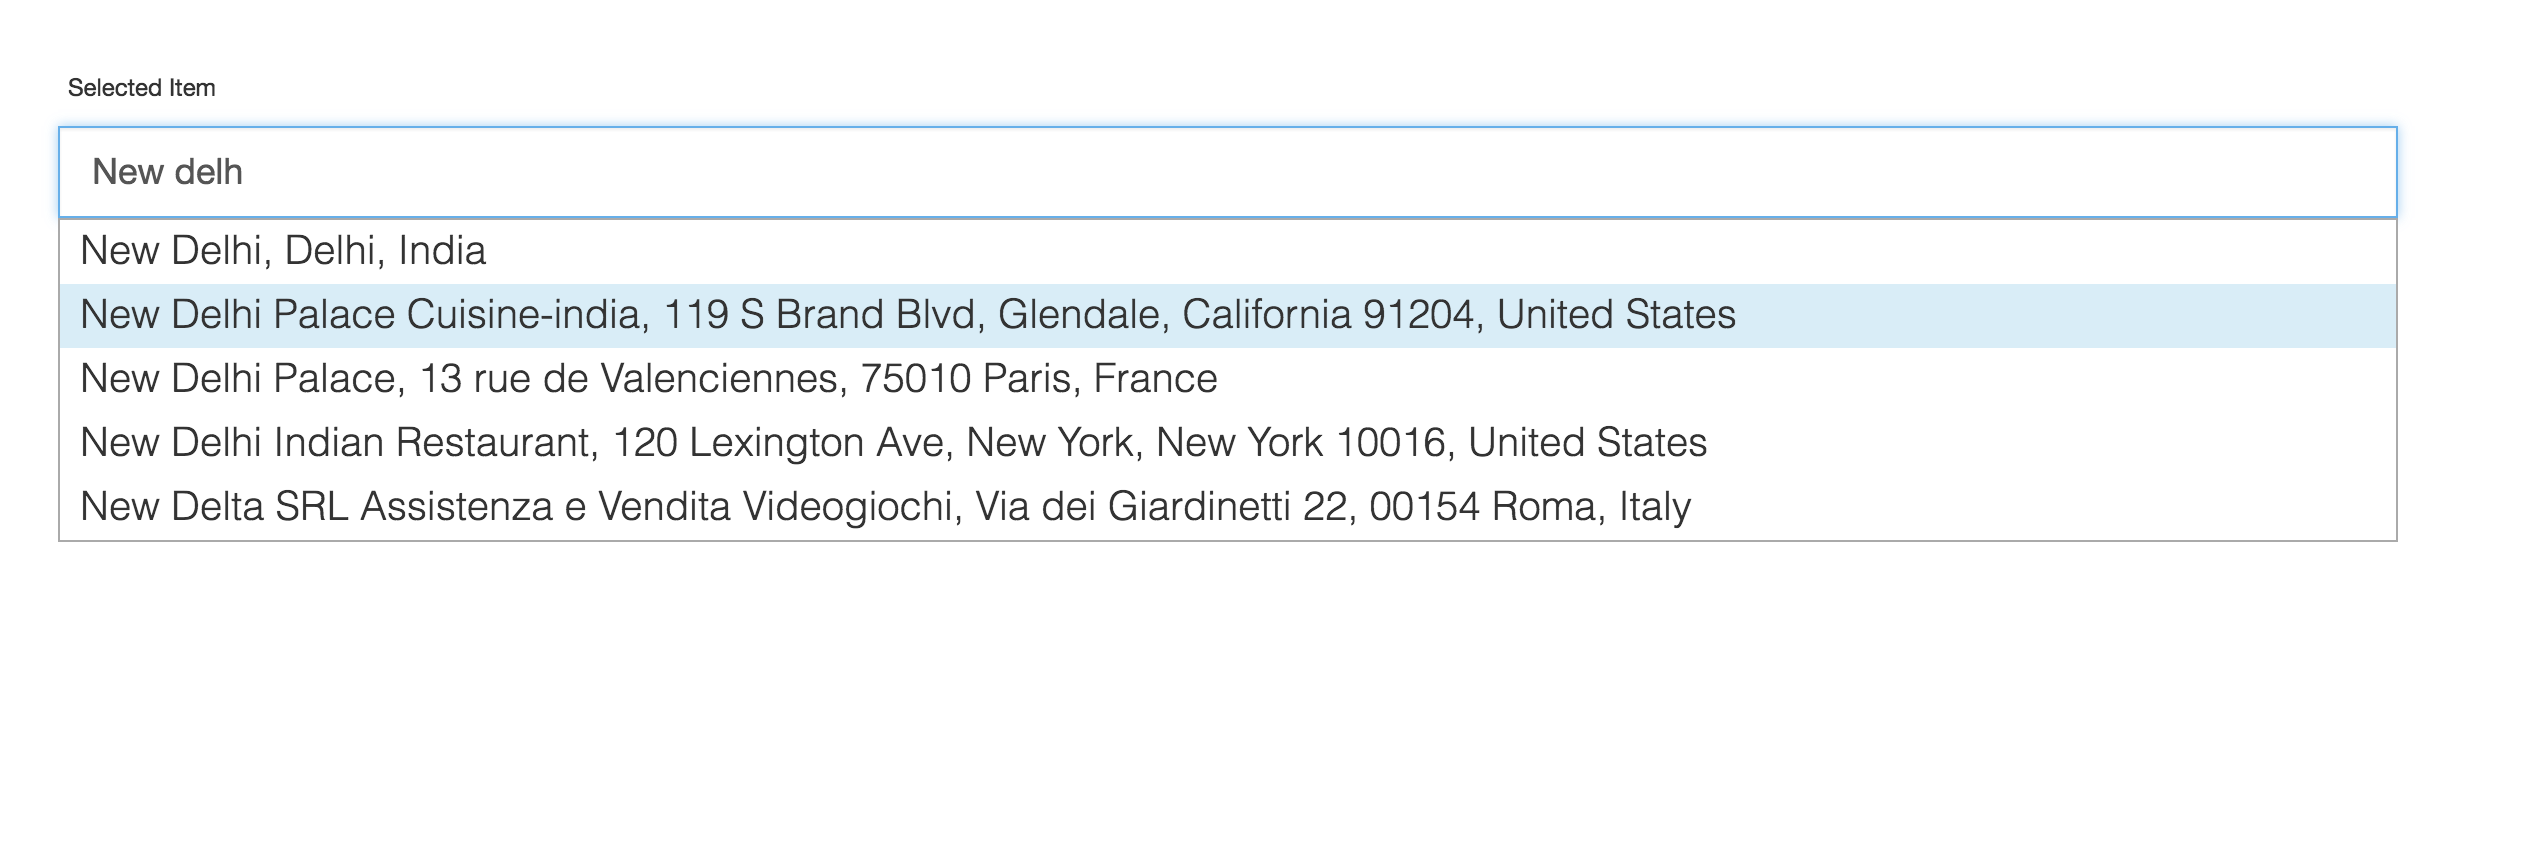 Selected Item
New delh
New Delhi, Delhi, India
New Delhi Palace Cuisine-india, 119 S Brand Blvd, Glendale, California 91204, United States
New Delhi Palace, 13 rue de Valenciennes, 75010 Paris, France
New Delhi Indian Restaurant, 120 Lexington Ave, New York, New York 10016, United States
New Delta SRL Assistenza e Vendita Videogiochi, Via dei Giardinetti 22, 00154 Roma, Italy